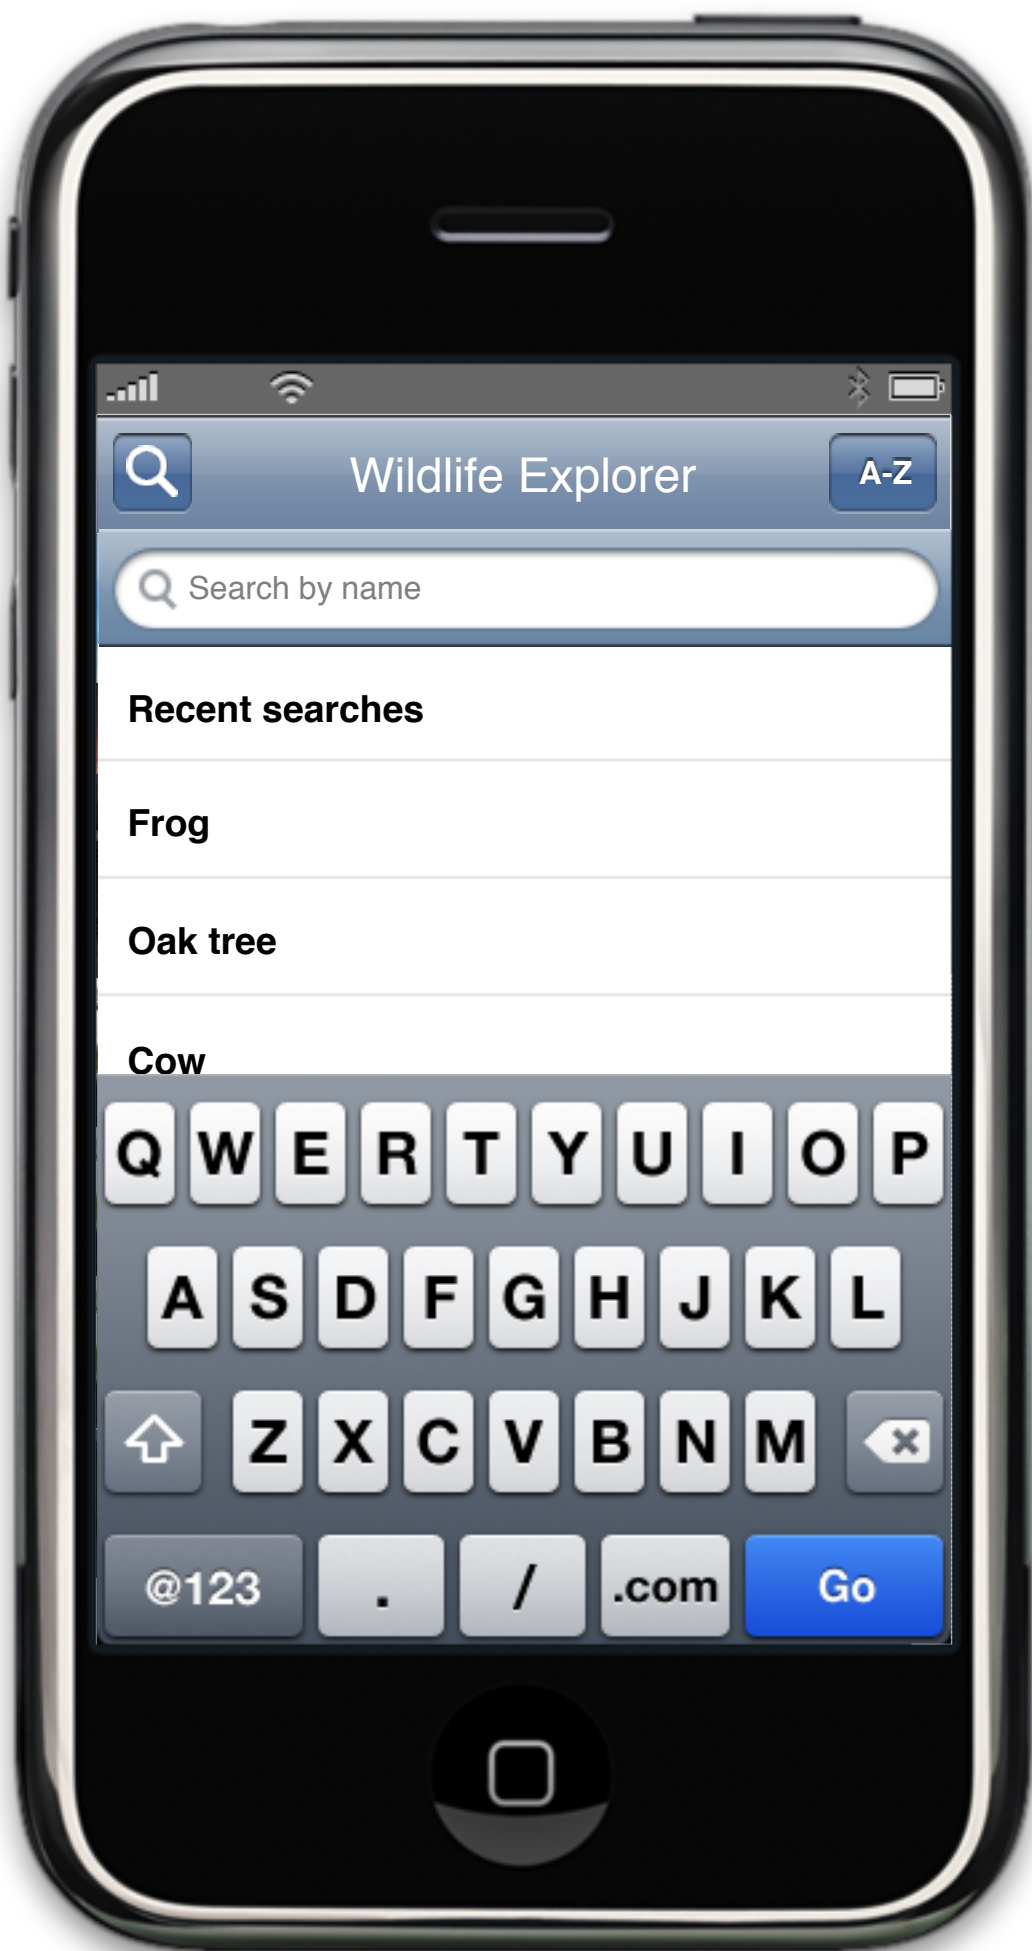 Wildlife Explorer A-Z
Search by name
Recent searches
Frog
Oak tree
Cow
Q W E R T Y U I O P
A S D F G H J K L
Z X C V B N M
@123 . / .com Go